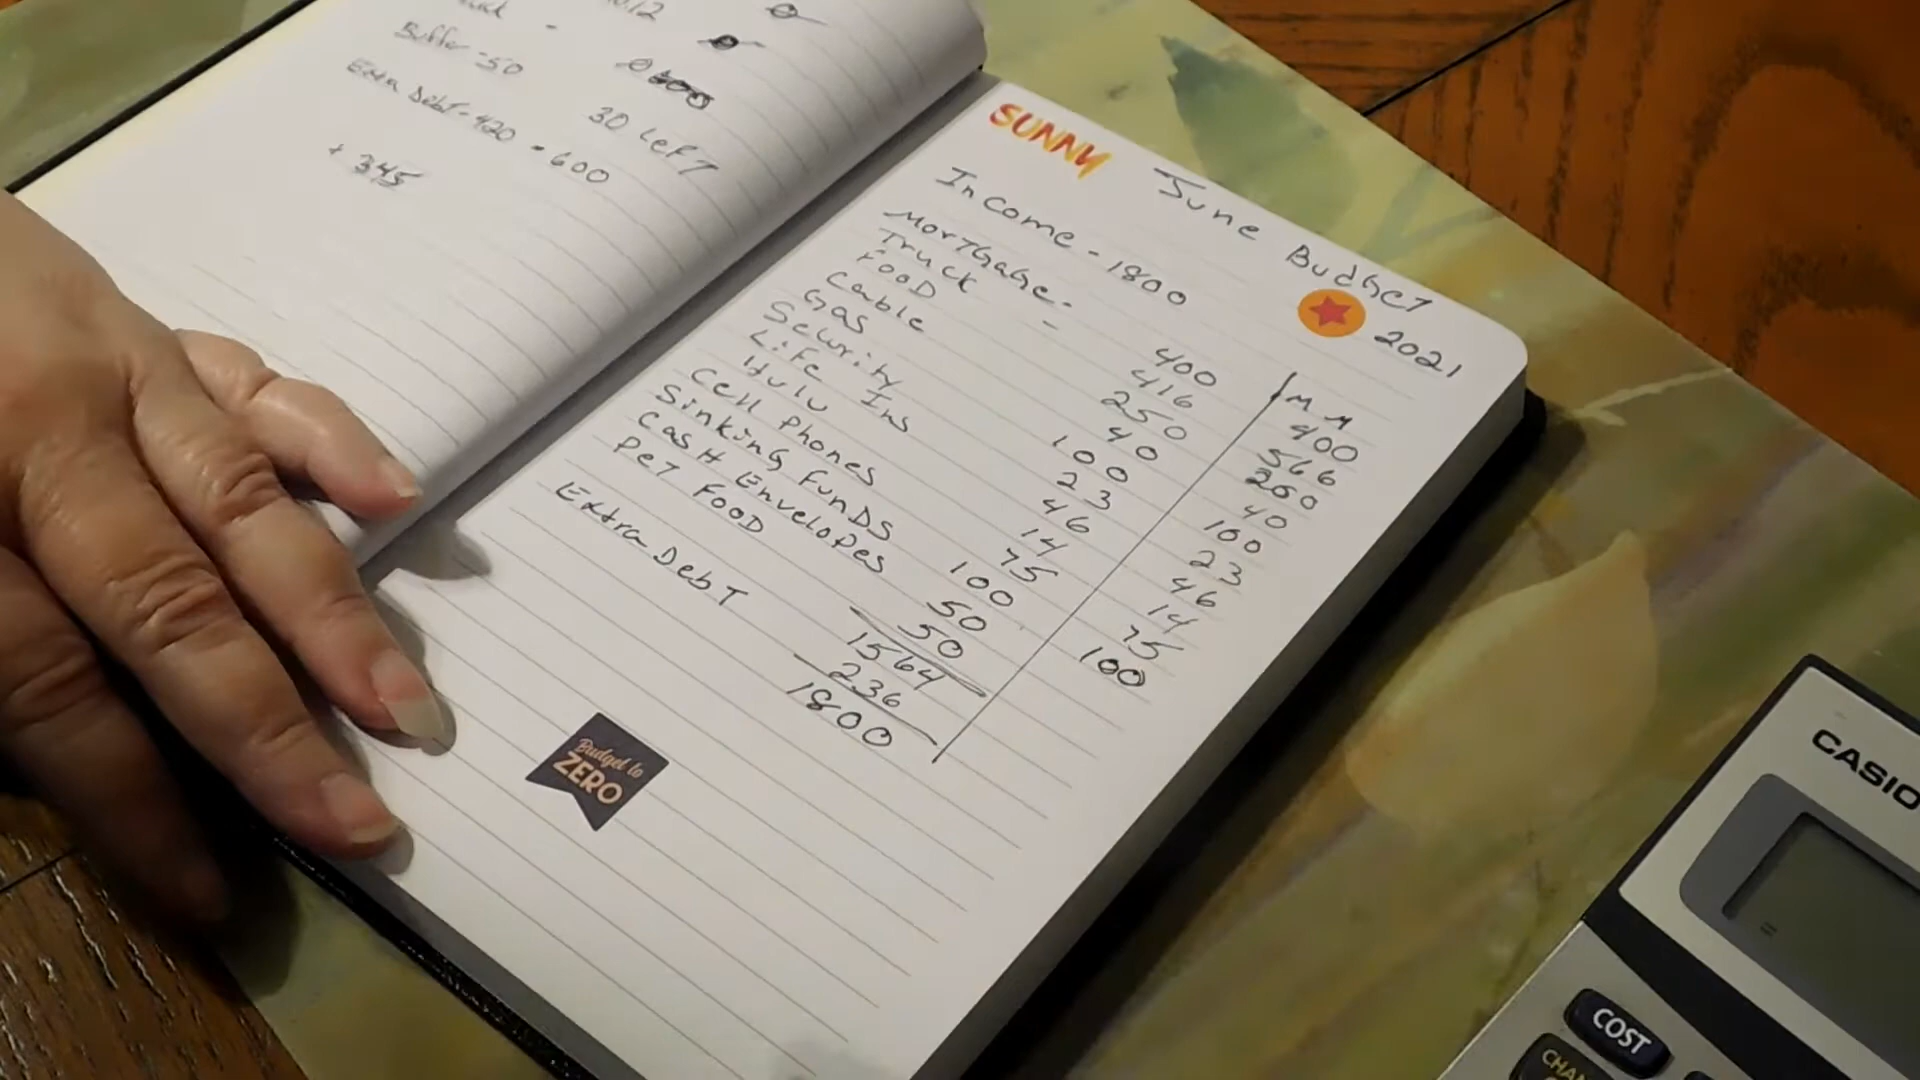 Buffer - 50
Extra Debt - 420 - 600
+ 345
30 Left
SUNNY
June Budget
2021
Income - 1800
Mortgage - 400
Truck - 416
Food 250
Cable 40
Gas 100
Security 23
Life Ins 46
Hulu 14
Cell Phones 75
Sinking Funds 100
Cash Envelopes 50
Pet Food 50
1564
Extra Debt 236
1800
M M
400
566
250
40
100
23
46
14
75
100
Budget to
ZERO
CASIO
COST